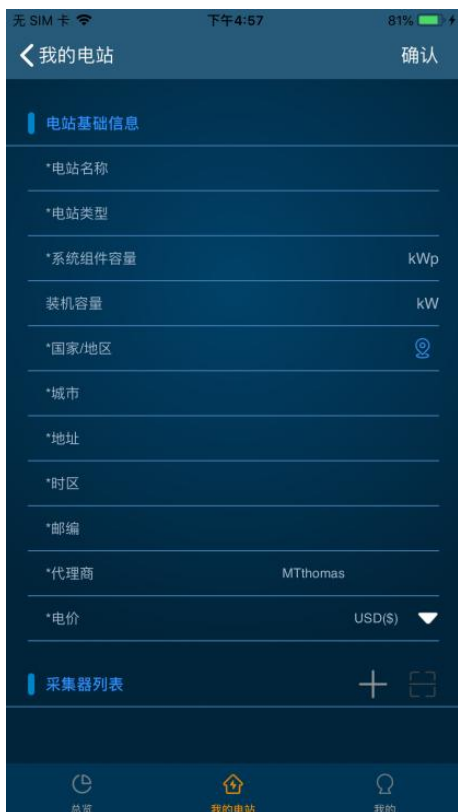 无 SIM 卡 下午4:57 81%
我的电站 确认
电站基础信息
*电站名称
*电站类型
*系统组件容量 kWp
装机容量 kW
*国家/地区
*城市
*地址
*时区
*邮编
*代理商 MTthomas
*电价 USD($)
采集器列表
总览 我的电站 我的